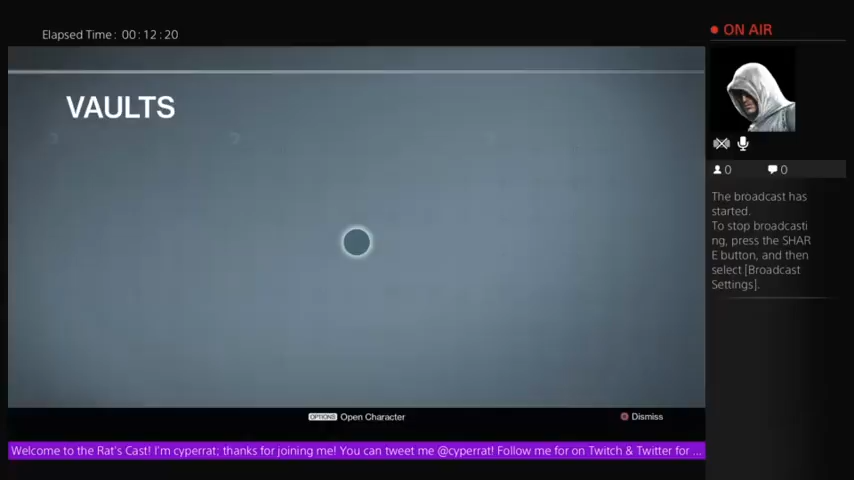 Elapsed Time: 00:12:20
ON AIR
VAULTS
0 0
The broadcast has
started.
To stop broadcasti
ng, press the SHAR
E button, and then
select [Broadcast
Settings].
OPTIONS Open Character
Dismiss
Welcome to the Rat's Cast! I'm cyperrat; thanks for joining me! You can tweet me @cyperrat! Follow me for on Twitch & Twitter for ...